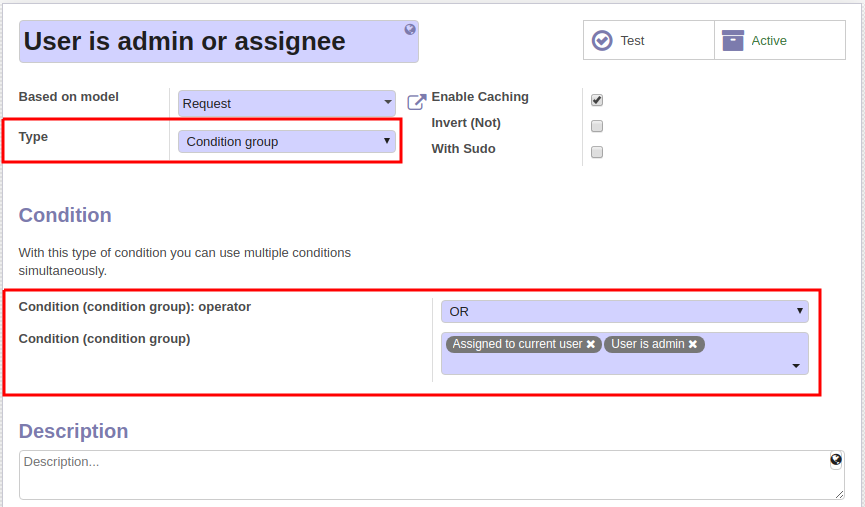 User is admin or assignee
Test
Active
Based on model
Request
Enable Caching
Type
Condition group
Invert (Not)
With Sudo
Condition
With this type of condition you can use multiple conditions
simultaneously.
Condition (condition group): operator
OR
Condition (condition group)
Assigned to current user
User is admin
Description
Description...